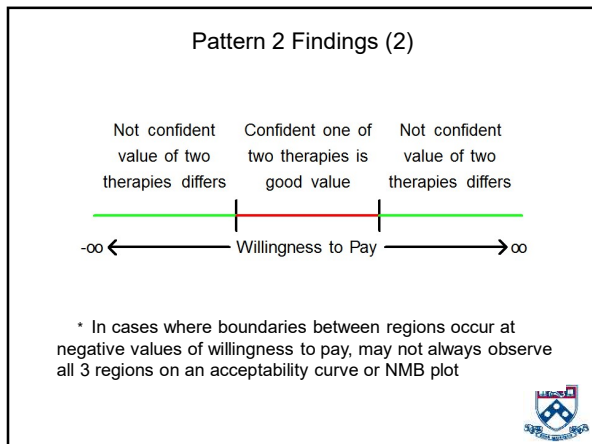 Pattern 2 Findings (2)
Not confident value of two therapies differs
Confident one of two therapies is good value
Not confident value of two therapies differs
-∞ Willingness to Pay ∞
* In cases where boundaries between regions occur at
negative values of willingness to pay, may not always observe
all 3 regions on an acceptability curve or NMB plot